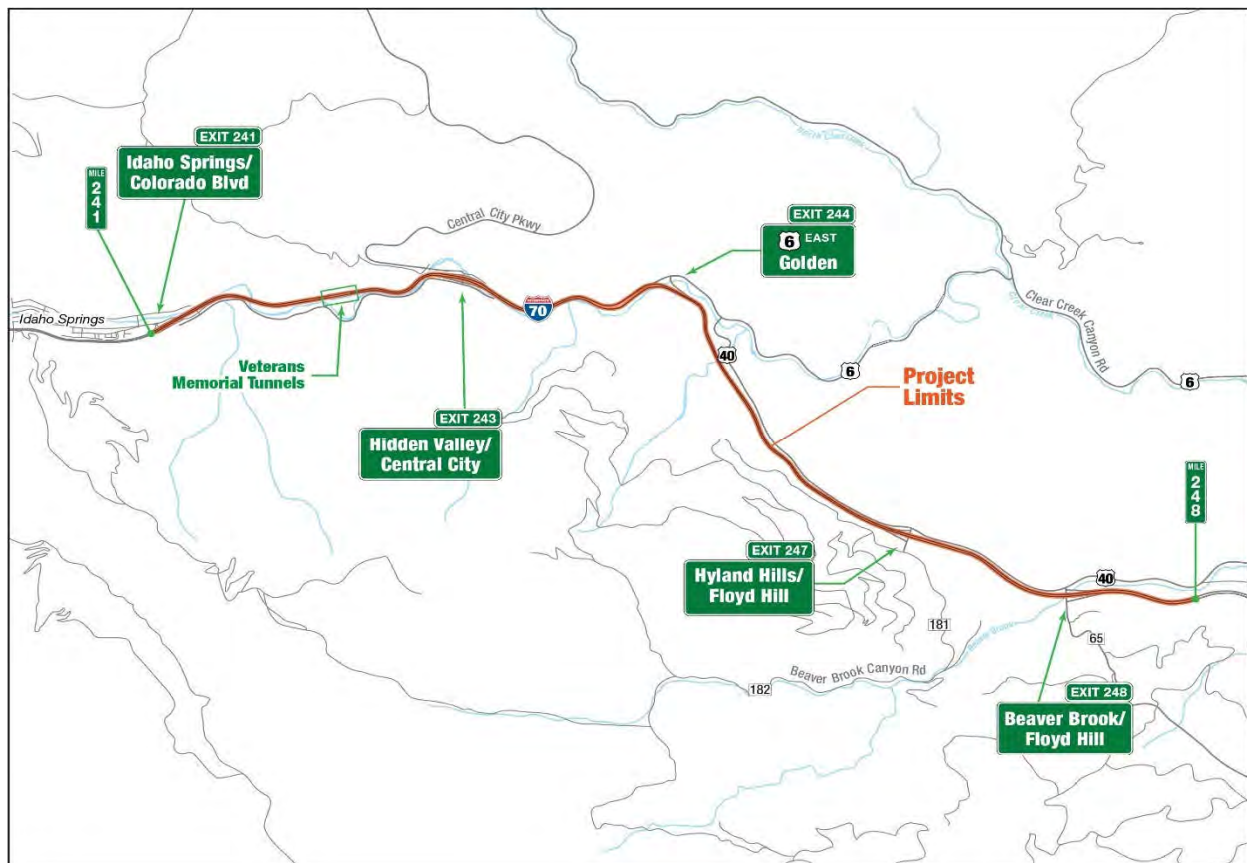 EXIT 241
Idaho Springs/
Colorado Blvd
MILE
2
4
1
Idaho Springs
Veterans
Memorial Tunnels
Central City Pkwy
EXIT 243
Hidden Valley/
Central City
70
EXIT 244
6 EAST
Golden
Clear Creek
Canyon Rd
40
6
6
Project
Limits
MILE
2
4
8
EXIT 247
Hyland Hills/
Floyd Hill
40
181
65
Beaver Brook
Beaver Brook Canyon Rd
182
EXIT 248
Beaver Brook/
Floyd Hill